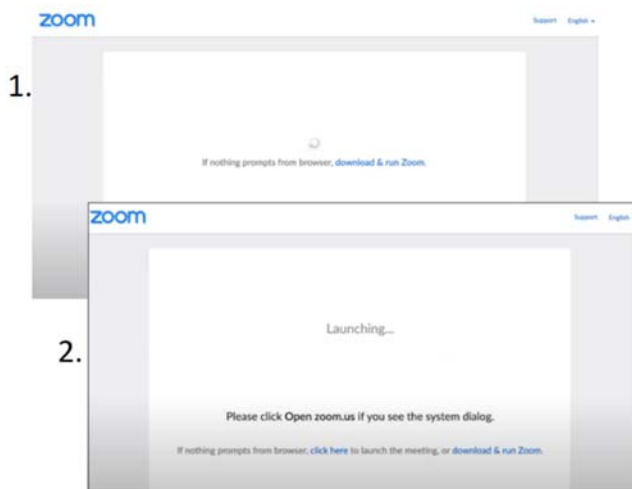 zoom
Support English
1.
If nothing prompts from browser, download & run Zoom.
zoom
Support English
Launching...
2.
Please click Open zoom.us if you see the system dialog.
If nothing prompts from browser, click here to launch the meeting, or download & run Zoom.